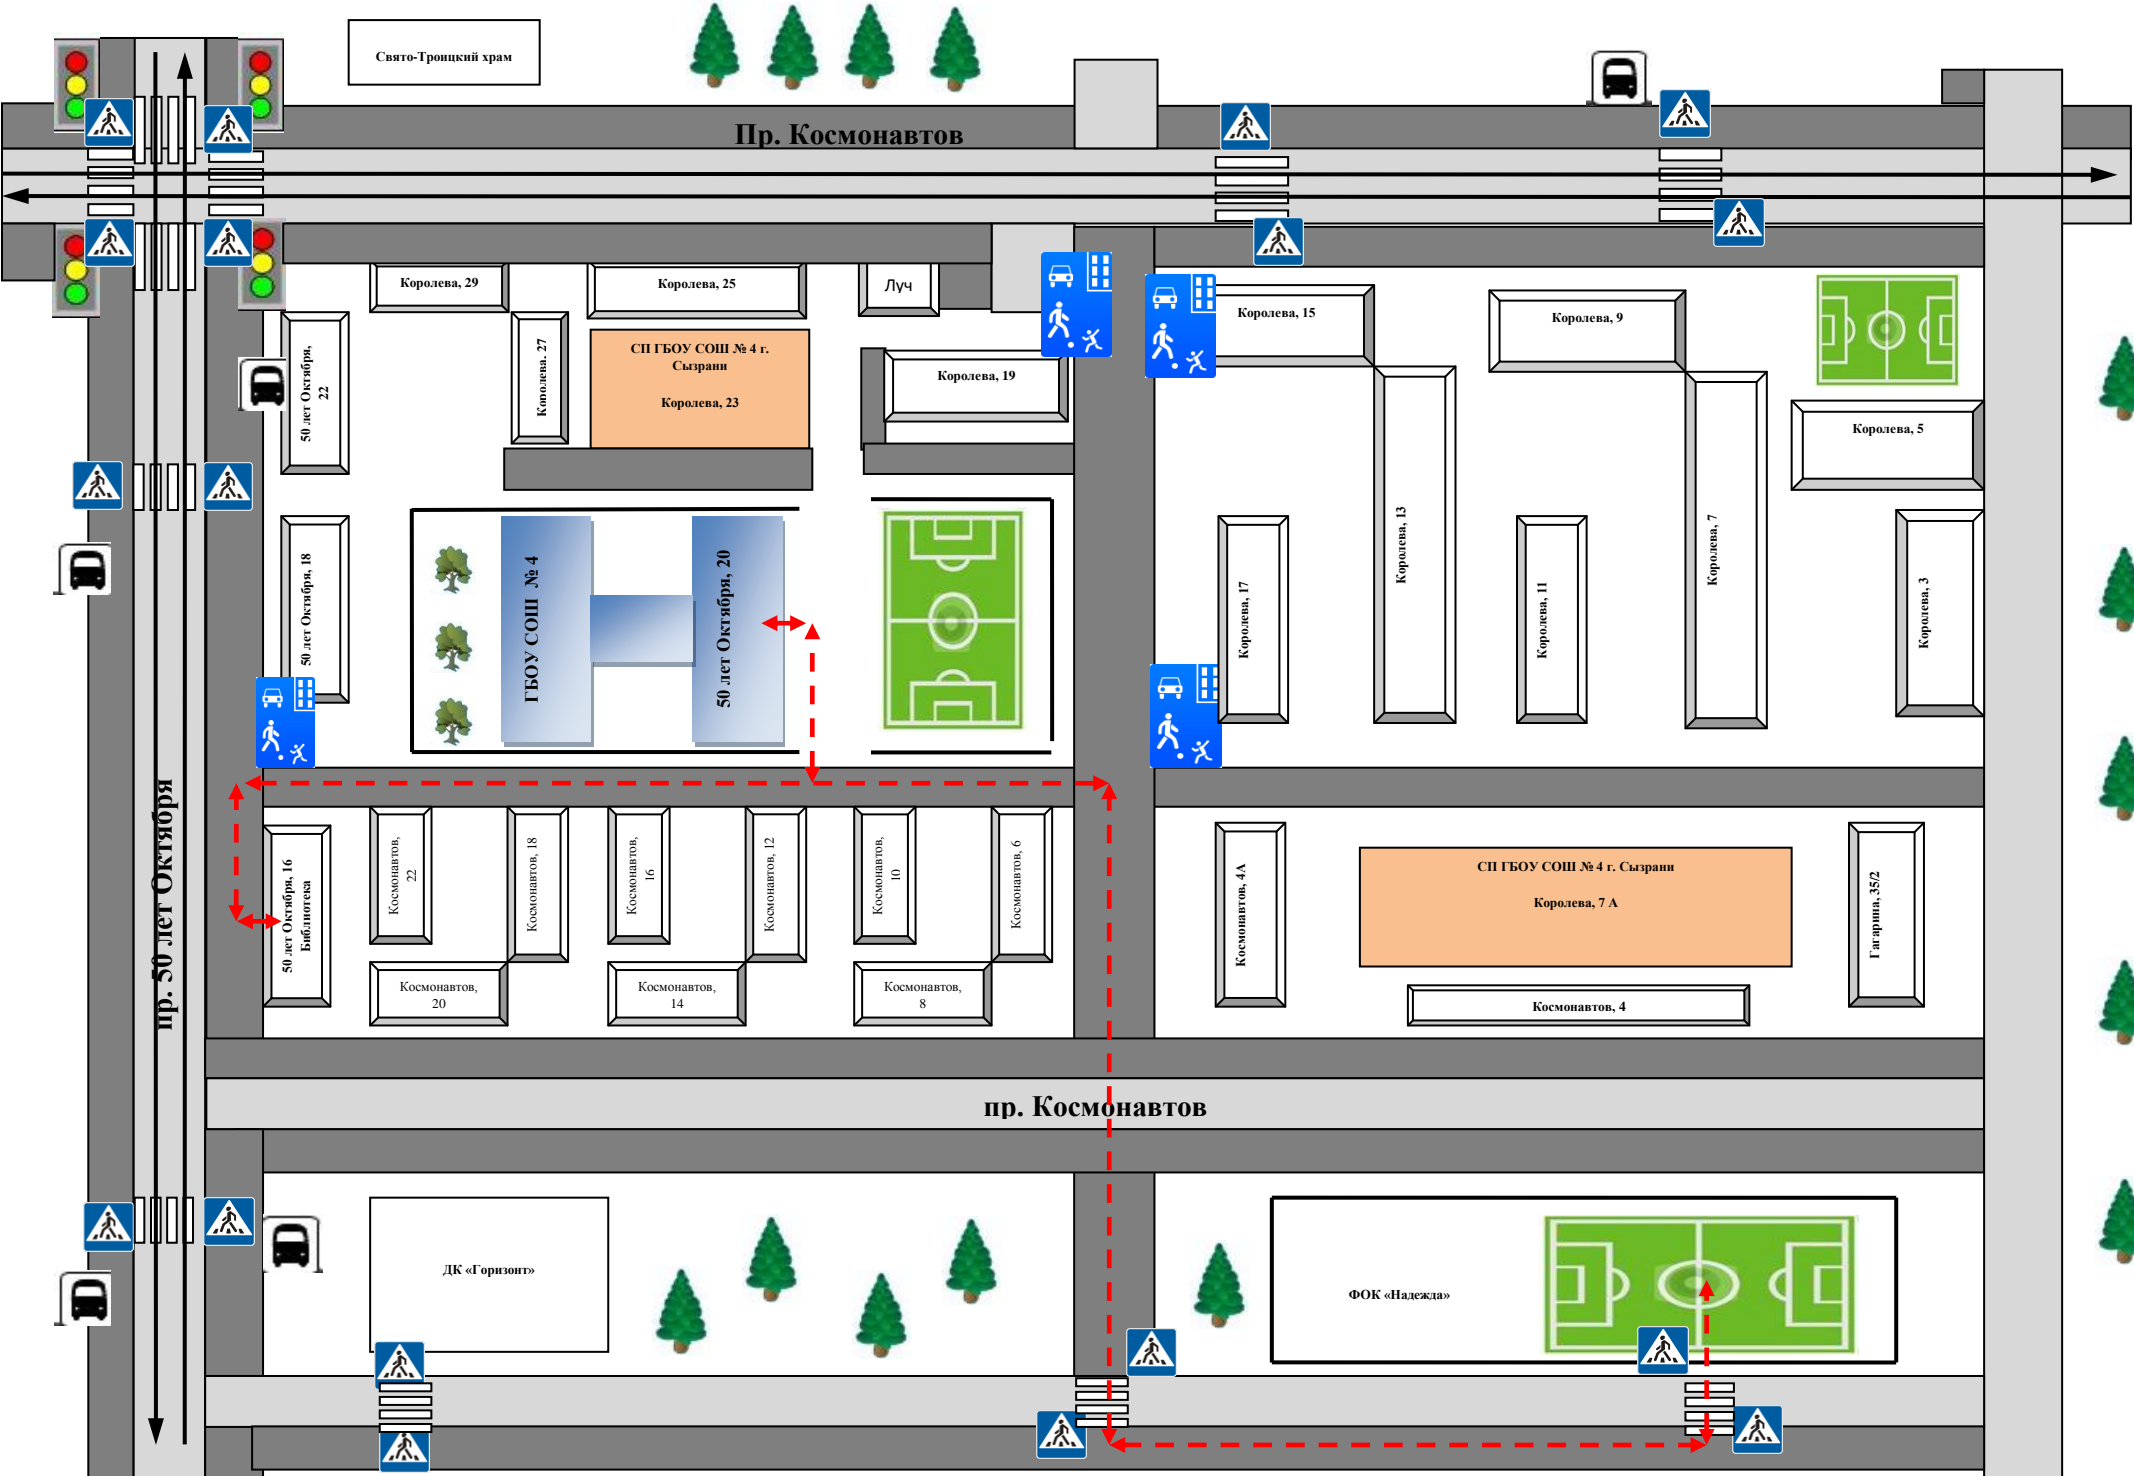 Свято-Троицкий храм
Пр. Космонавтов
Королева, 29
Королева, 25
Луч
Королева, 15
Королева, 9
50 лет Октября,
22
Королева. 27
СП ГБОУ СОШ № 4 г.
Сызрани
Королева, 23
Королева, 19
Королева, 5
50 лет Октября, 18
ГБОУ СОШ № 4
50 лет Октября, 20
Королева, 17
Королева, 13
Королева, 11
Королева, 7
Королева, 3
пр. 50 лет Октября
50 лет Октября, 16
Библиотека
Космонавтов,
22
Космонавтов, 18
Космонавтов,
16
Космонавтов, 12
Космонавтов,
10
Космонавтов, 6
Космонавтов,
20
Космонавтов,
14
Космонавтов,
8
Космонавтов, 4А
СП ГБОУ СОШ № 4 г. Сызрани
Королева, 7 А
Гагарина, 35/2
Космонавтов, 4
пр. Космонавтов
ДК «Горизонт»
ФОК «Надежда»